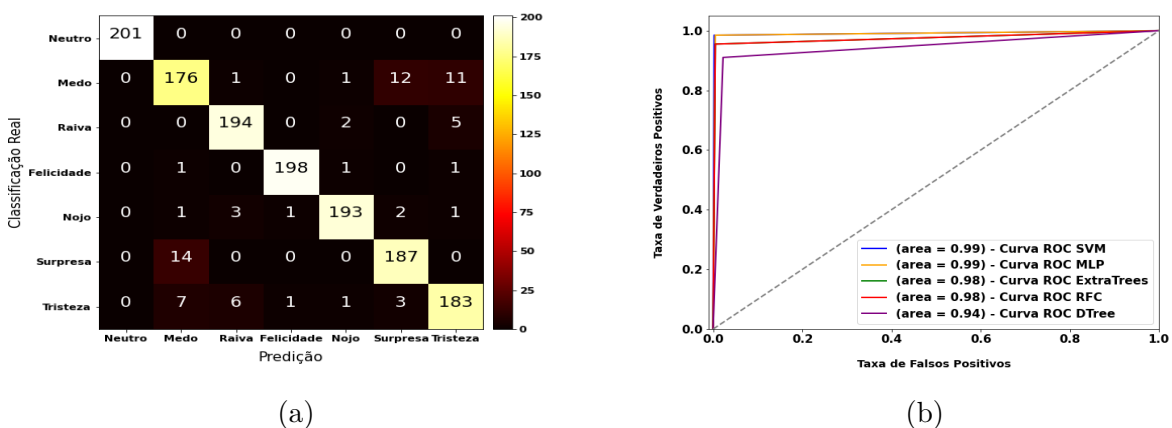 Classificação Real
Neutro 201 0 0 0 0 0 0
Medo 0 176 1 0 1 12 11
Raiva 0 0 194 0 2 0 5
Felicidade 0 1 0 198 1 0 1
Nojo 0 1 3 1 193 2 1
Surpresa 0 14 0 0 0 187 0
Tristeza 0 7 6 1 1 3 183
Neutro Medo Raiva Felicidade Nojo Surpresa Tristeza
Predição
200
175
150
125
100
75
50
25
0
(a)
Taxa de Verdadeiros Positivos
1.0
0.8
0.6
0.4
0.2
0.0
(area = 0.99) - Curva ROC SVM
(area = 0.99) - Curva ROC MLP
(area = 0.98) - Curva ROC ExtraTrees
(area = 0.98) - Curva ROC RFC
(area = 0.94) - Curva ROC DTree
0.0 0.2 0.4 0.6 0.8 1.0
Taxa de Falsos Positivos
(b)